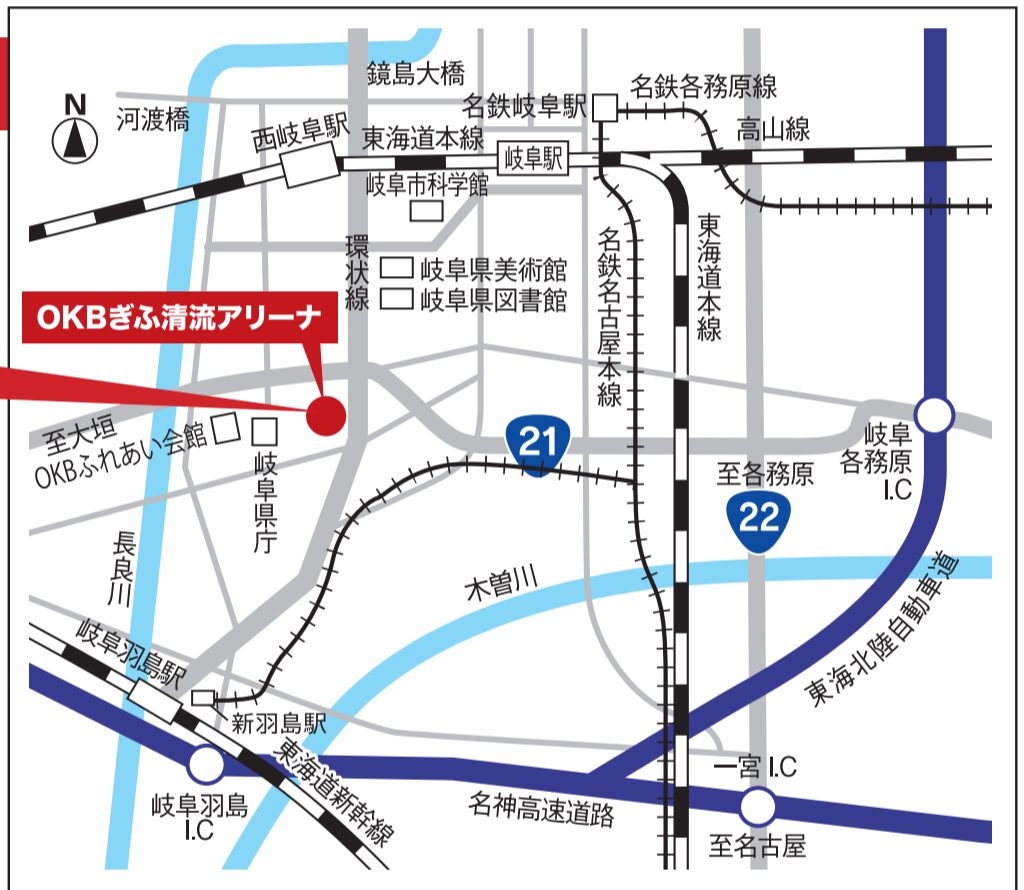 鏡島大橋
N
河渡橋
西岐阜駅
東海道本線
名鉄岐阜駅
名鉄各務原線
高山線
岐阜駅
岐阜市科学館
環状線
岐阜県美術館
岐阜県図書館
名鉄名古屋本線
東海道本線
OKBぎふ清流アリーナ
至大垣
OKBふれあい会館
岐阜県庁
21
至各務原
22
岐阜
各務原
I.C
長良川
木曽川
東海北陸自動車道
岐阜羽島駅
新羽島駅
東海道新幹線
岐阜羽島
I.C
名神高速道路
一宮 I.C
至名古屋